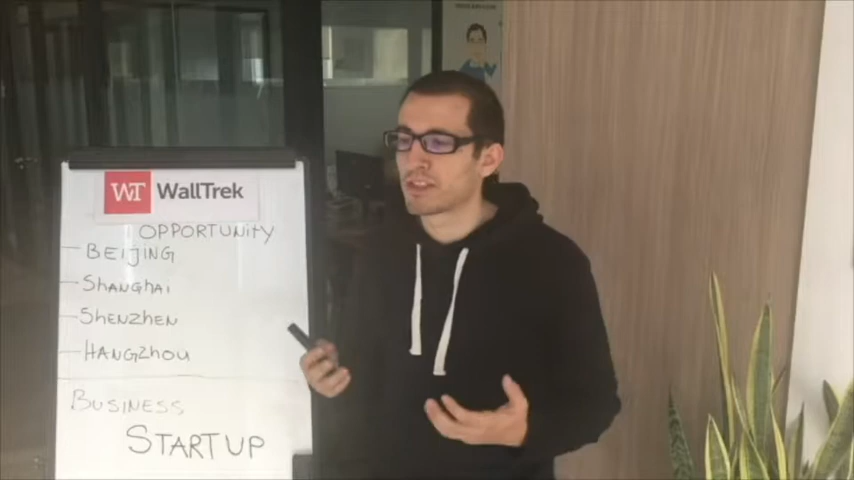 WT WallTrek
OPPORTUNITY
- BEIJING
- SHANGHAI
- SHENZHEN
- HANGZHOU
BUSINESS
STARTUP